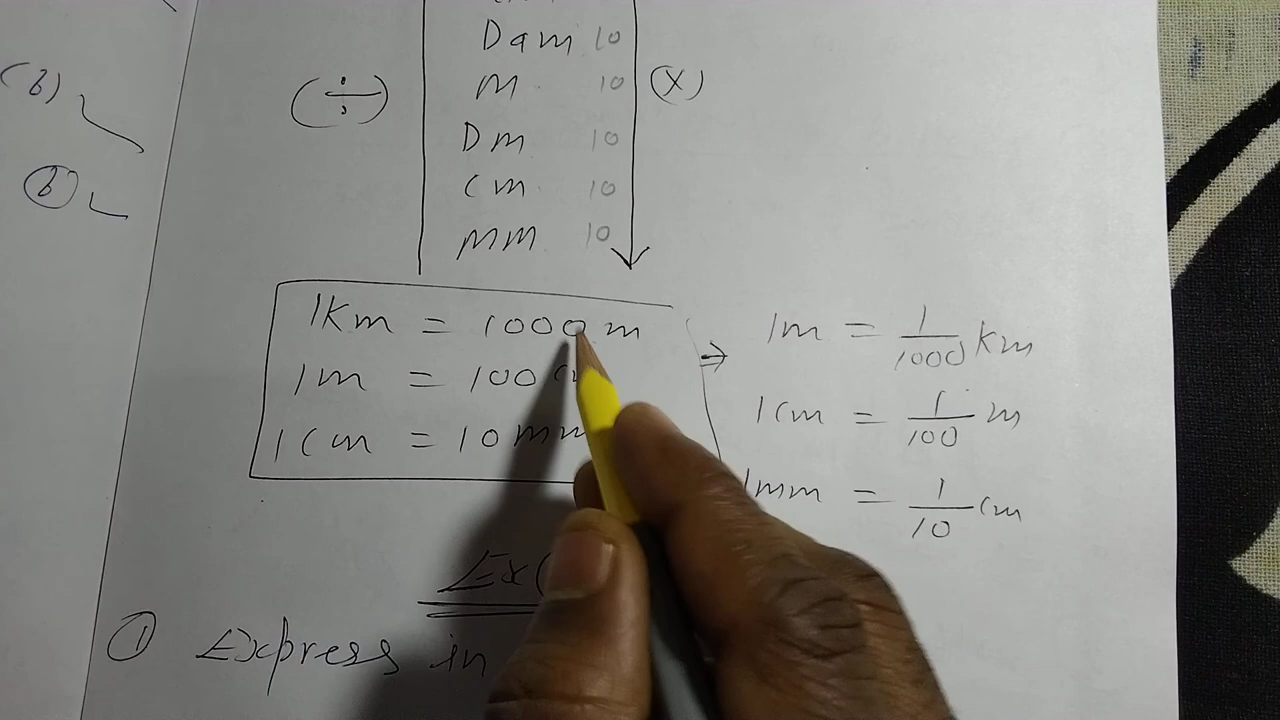 Dam 10
(÷) M 10 (x)
Dm 10
Cm 10
MM 10
(b)
(b)
1Km = 1000 m ⇒ 1m = 1/1000 Km
1m = 100 1Cm = 1/100 m
1Cm = 10mm 1mm = 1/10 Cm
① Express in